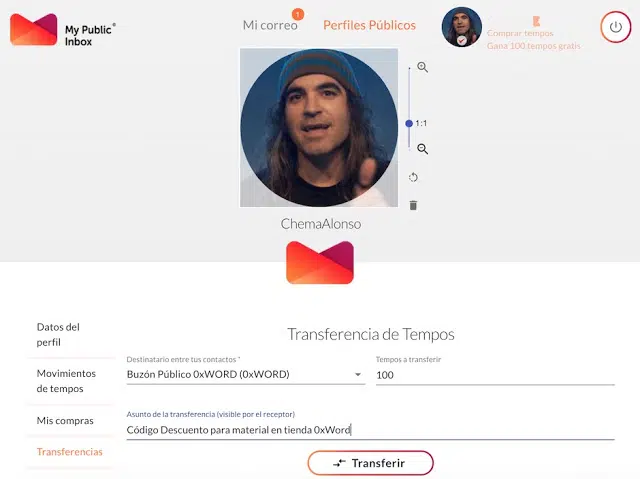 My Public®
Inbox
Mi correo
1
Perfiles Públicos
Comprar tempos
Gana 100 tempos gratis
1:1
ChemaAlonso
Datos del
perfil
Transferencia de Tempos
Destinatario entre tus contactos *
Tempos a transferir
Movimientos
de tempos
Buzón Público 0xWORD (0xWORD)
100
Mis compras
Asunto de la transferencia (visible por el receptor)
Código Descuento para material en tienda 0xWord
Transferencias
Transferir